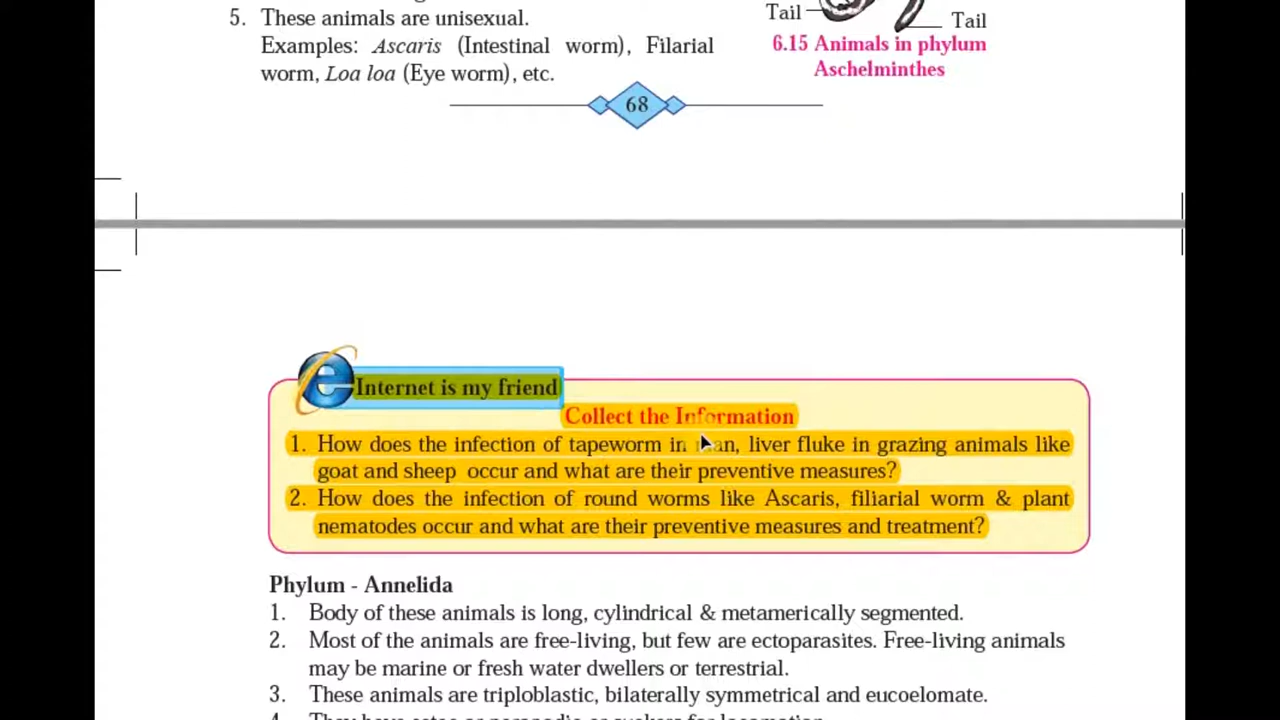 5. These animals are unisexual.
Examples: Ascaris (Intestinal worm), Filarial
worm, Loa loa (Eye worm), etc.
Tail
Tail
6.15 Animals in phylum
Aschelminthes
68
Internet is my friend
Collect the Information
1. How does the infection of tapeworm in man, liver fluke in grazing animals like
goat and sheep occur and what are their preventive measures?
2. How does the infection of round worms like Ascaris, filiarial worm & plant
nematodes occur and what are their preventive measures and treatment?
Phylum - Annelida
1. Body of these animals is long, cylindrical & metamerically segmented.
2. Most of the animals are free-living, but few are ectoparasites. Free-living animals
may be marine or fresh water dwellers or terrestrial.
3. These animals are triploblastic, bilaterally symmetrical and eucoelomate.